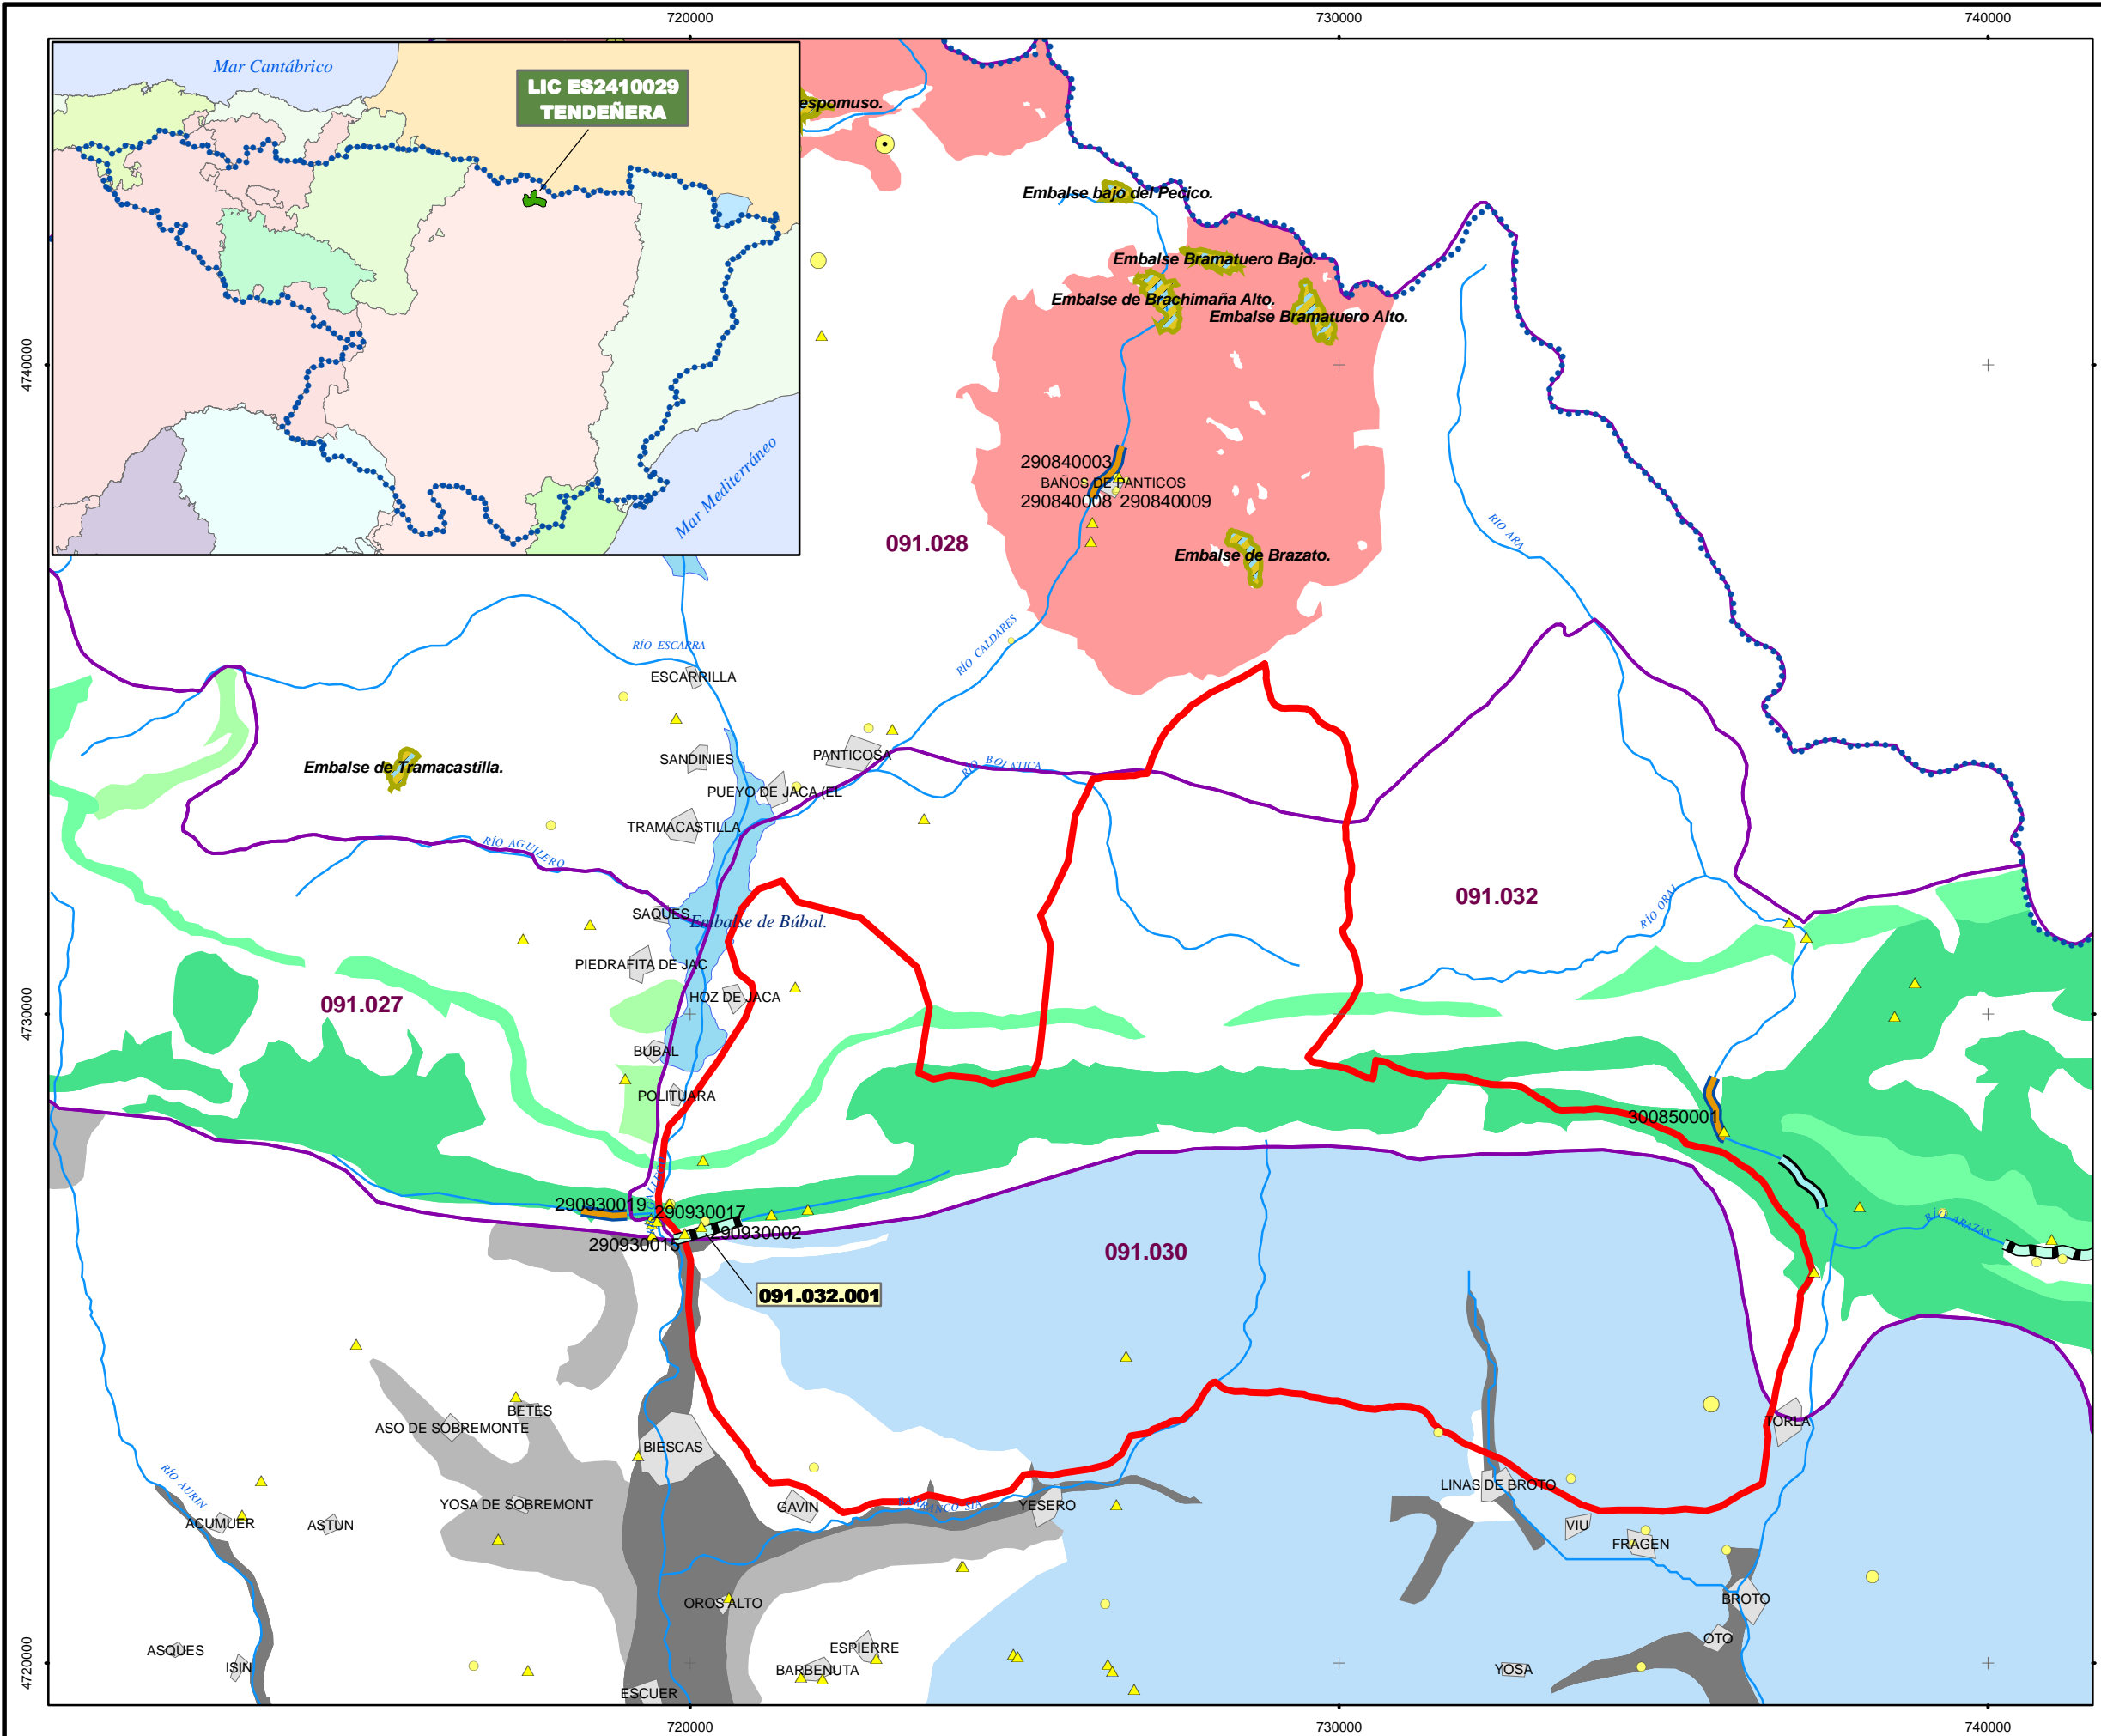 720000
730000
740000
Mar Cantábrico
LIC ES2410029
TENDEÑERA
Mar Mediterráneo
espomuso.
Embalse bajo del Pecico.
Embalse Bramatuero Bajo.
Embalse de Brachimaña Alto.
Embalse Bramatuero Alto.
4740000
290840003
BAÑOS DE PANTICOS
290840008 290840009
091.028
Embalse de Brazato.
RÍO ARA
RÍO CALDARES
RÍO ESCARRA
ESCARRILLA
SANDINIES
PANTICOSA
RÍO BOLATICA
Embalse de Tramacastilla.
PUEYO DE JACA (EL
TRAMACASTILLA
RÍO AGUILERO
091.032
RÍO ORAL
SAQUES
Embalse de Búbal.
PIEDRAFITA DE JAC
HOZ DE JACA
091.027
4730000
BUBAL
POLITUARA
300850001
290930019
290930017
290930002
290930015
RÍO ARAZAS
091.030
091.032.001
BETES
ASO DE SOBREMONTE
BIESCAS
TORLA
RÍO AURIN
LINAS DE BROTO
YOSA DE SOBREMONT
GAVIN
BARRANCO SIA
YESERO
ACUMUER
ASTUN
VIU
FRAGEN
OROS ALTO
BROTO
ASQUES
ISIN
ESPIERRE
BARBENUTA
OTO
YOSA
ESCUER
4720000
720000
730000
740000